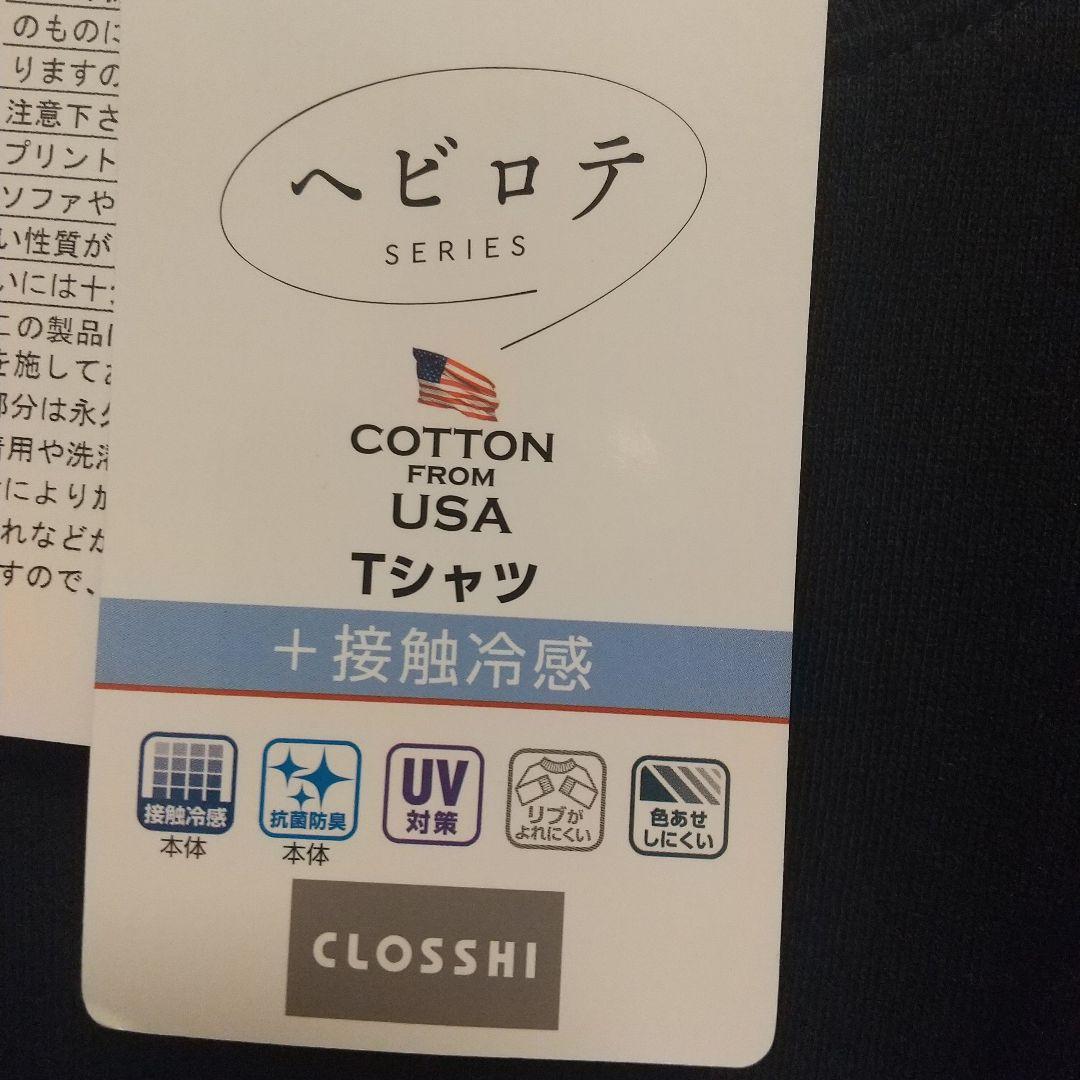 のものに
りますの
注意下さ
プリント
ソファや
い性質が
いには十分
この製品
を施して
部分は永久
着用や洗濯
によりか
れなどか
すので、
ヘビロテ
SERIES
COTTON
FROM
USA
Tシャツ
＋接触冷感
接触冷感
本体
抗菌防臭
本体
UV
対策
リブが
よれにくい
色あせ
しにくい
CLOSSHI